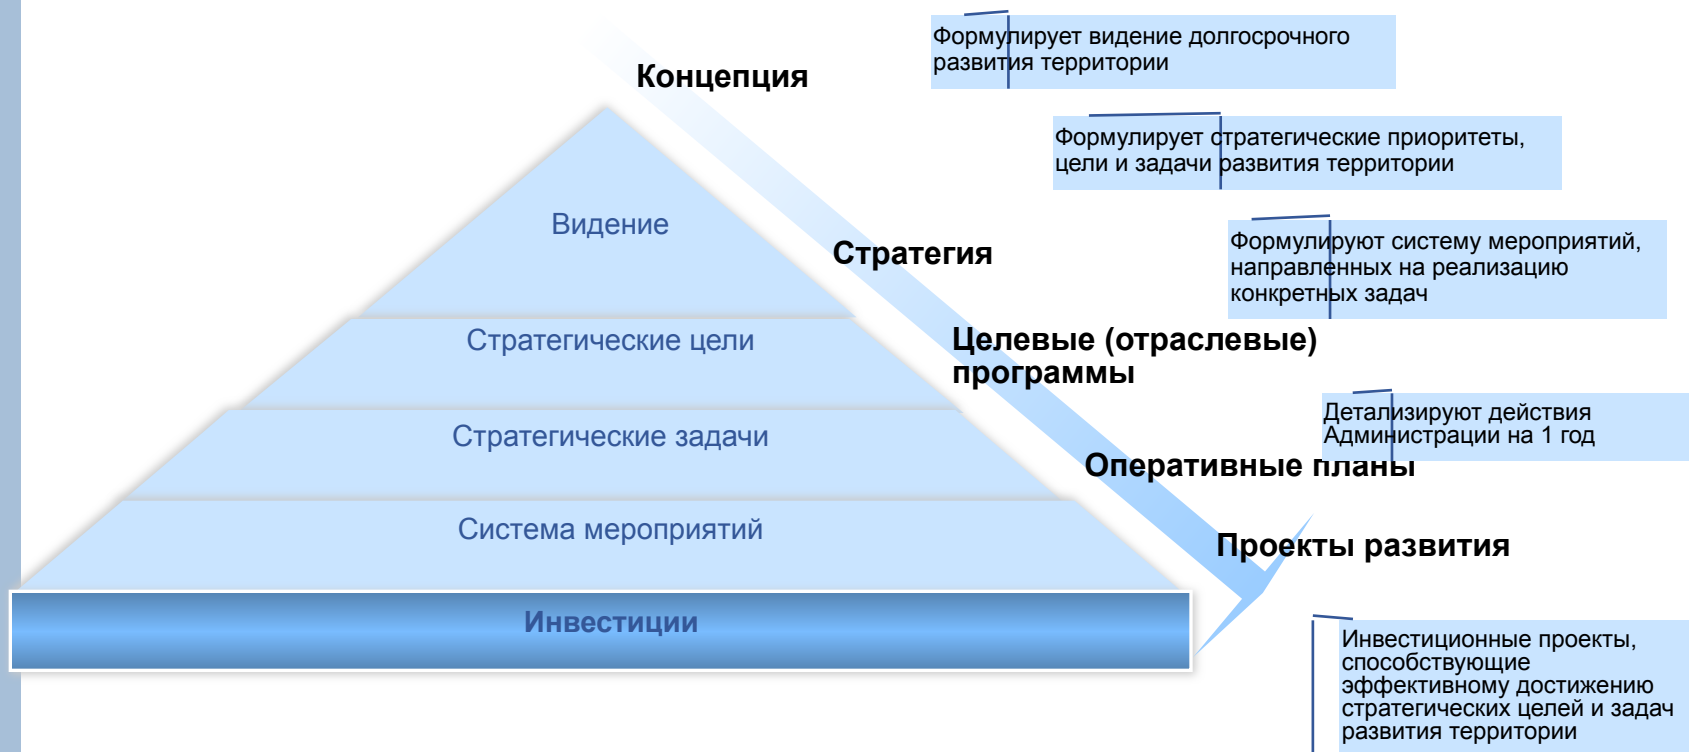 Формулирует видение долгосрочного
развития территории
Концепция
Формулирует стратегические приоритеты,
цели и задачи развития территории
Видение
Стратегия
Формулируют систему мероприятий,
направленных на реализацию
конкретных задач
Стратегические цели
Целевые (отраслевые)
программы
Детализируют действия
Администрации на 1 год
Стратегические задачи
Оперативные планы
Система мероприятий
Проекты развития
Инвестиции
Инвестиционные проекты,
способствующие
эффективному достижению
стратегических целей и задач
развития территории